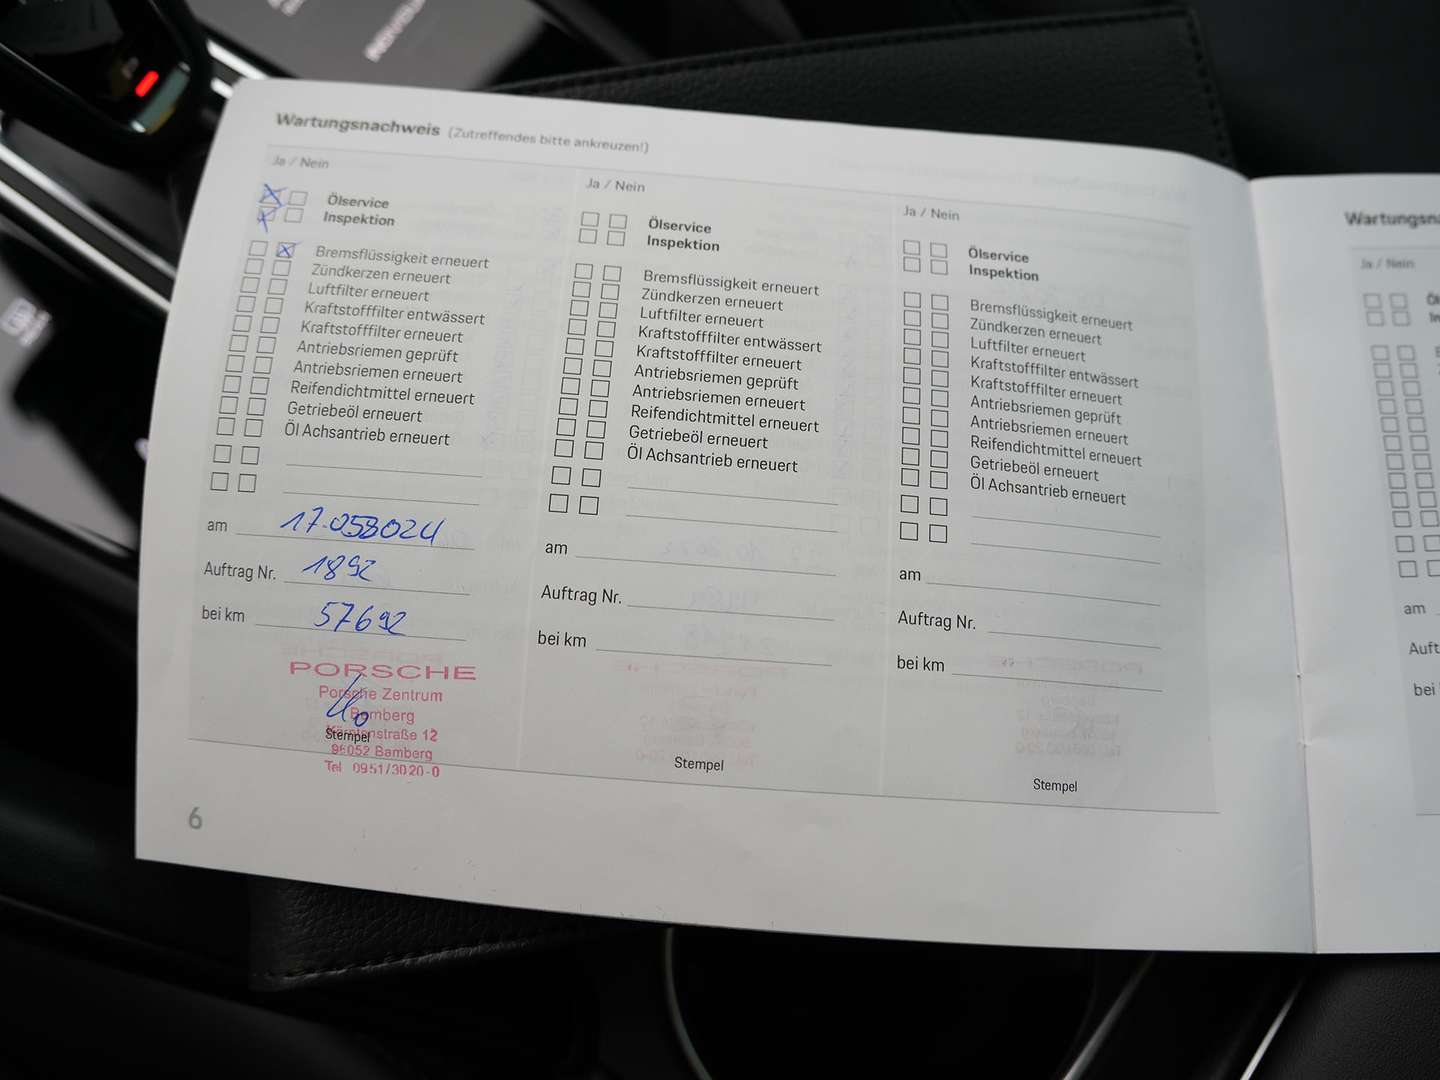 Wartungsnachweis (Zutreffendes bitte ankreuzen!)
Ja / Nein
Ölservice
Inspektion
Bremsflüssigkeit erneuert
Zündkerzen erneuert
Luftfilter erneuert
Kraftstofffilter entwässert
Kraftstofffilter erneuert
Antriebsriemen geprüft
Antriebsriemen erneuert
Reifendichtmittel erneuert
Getriebeöl erneuert
Öl Achsantrieb erneuert
am 17.05
Auftrag Nr. 1892
bei km 57692
PORSCHE
Porsche Zentrum
Bamberg
Kärntenstraße 12
Stempel
96052 Bamberg
Tel 0951/3020-0
6
Ja / Nein
Ölservice
Inspektion
Bremsflüssigkeit erneuert
Zündkerzen erneuert
Luftfilter erneuert
Kraftstofffilter entwässert
Kraftstofffilter erneuert
Antriebsriemen geprüft
Antriebsriemen erneuert
Reifendichtmittel erneuert
Getriebeöl erneuert
Öl Achsantrieb erneuert
am
Auftrag Nr.
bei km
Stempel
Ja / Nein
Ölservice
Inspektion
Bremsflüssigkeit erneuert
Zündkerzen erneuert
Luftfilter erneuert
Kraftstofffilter entwässert
Kraftstofffilter erneuert
Antriebsriemen geprüft
Antriebsriemen erneuert
Reifendichtmittel erneuert
Getriebeöl erneuert
Öl Achsantrieb erneuert
am
Auftrag Nr.
bei km
Stempel
Wartungsna
Ja / Nein
am
Auft
bei